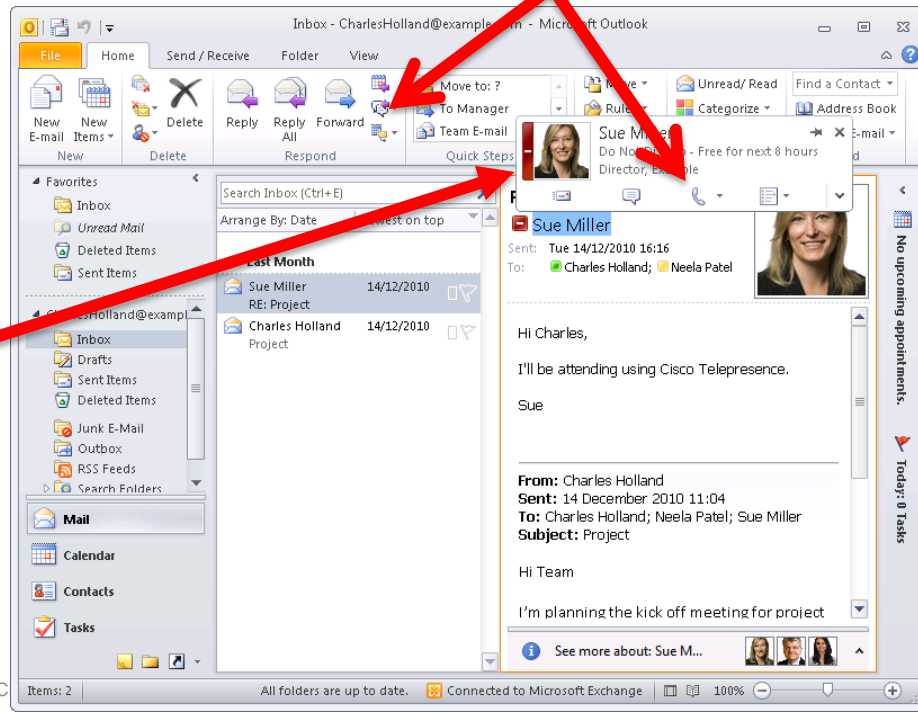 Inbox - CharlesHolland@example. - Microsoft Outlook
File Home Send / Receive Folder View
New E-mail
New Items
Delete
Reply
Reply All
Forward
Move to: ?
To Manager
Team E-mail
Move
Rules
Unread/ Read
Categorize
Find a Contact
Address Book
New Delete Respond Quick Steps
Sue Miller
Do Not - Free for next 8 hours
Director,
Favorites
Inbox
Unread Mail
Deleted Items
Sent Items
Inbox
Drafts
Sent Items
Deleted Items
Junk E-Mail
Outbox
RSS Feeds
Search Folders
Mail
Calendar
Contacts
Tasks
Search Inbox (Ctrl+E)
Arrange By: Date on top
Last Month
Sue Miller 14/12/2010
RE: Project
Charles Holland 14/12/2010
Project
Sue Miller
Sent: Tue 14/12/2010 16:16
To: Charles Holland; Neela Patel
Hi Charles,
I'll be attending using Cisco Telepresence.
Sue
From: Charles Holland
Sent: 14 December 2010 11:04
To: Charles Holland; Neela Patel; Sue Miller
Subject: Project
Hi Team
I'm planning the kick off meeting for project
See more about: Sue M...
No upcoming appointments.
Today: 0 Tasks
Items: 2 All folders are up to date. Connected to Microsoft Exchange 100%